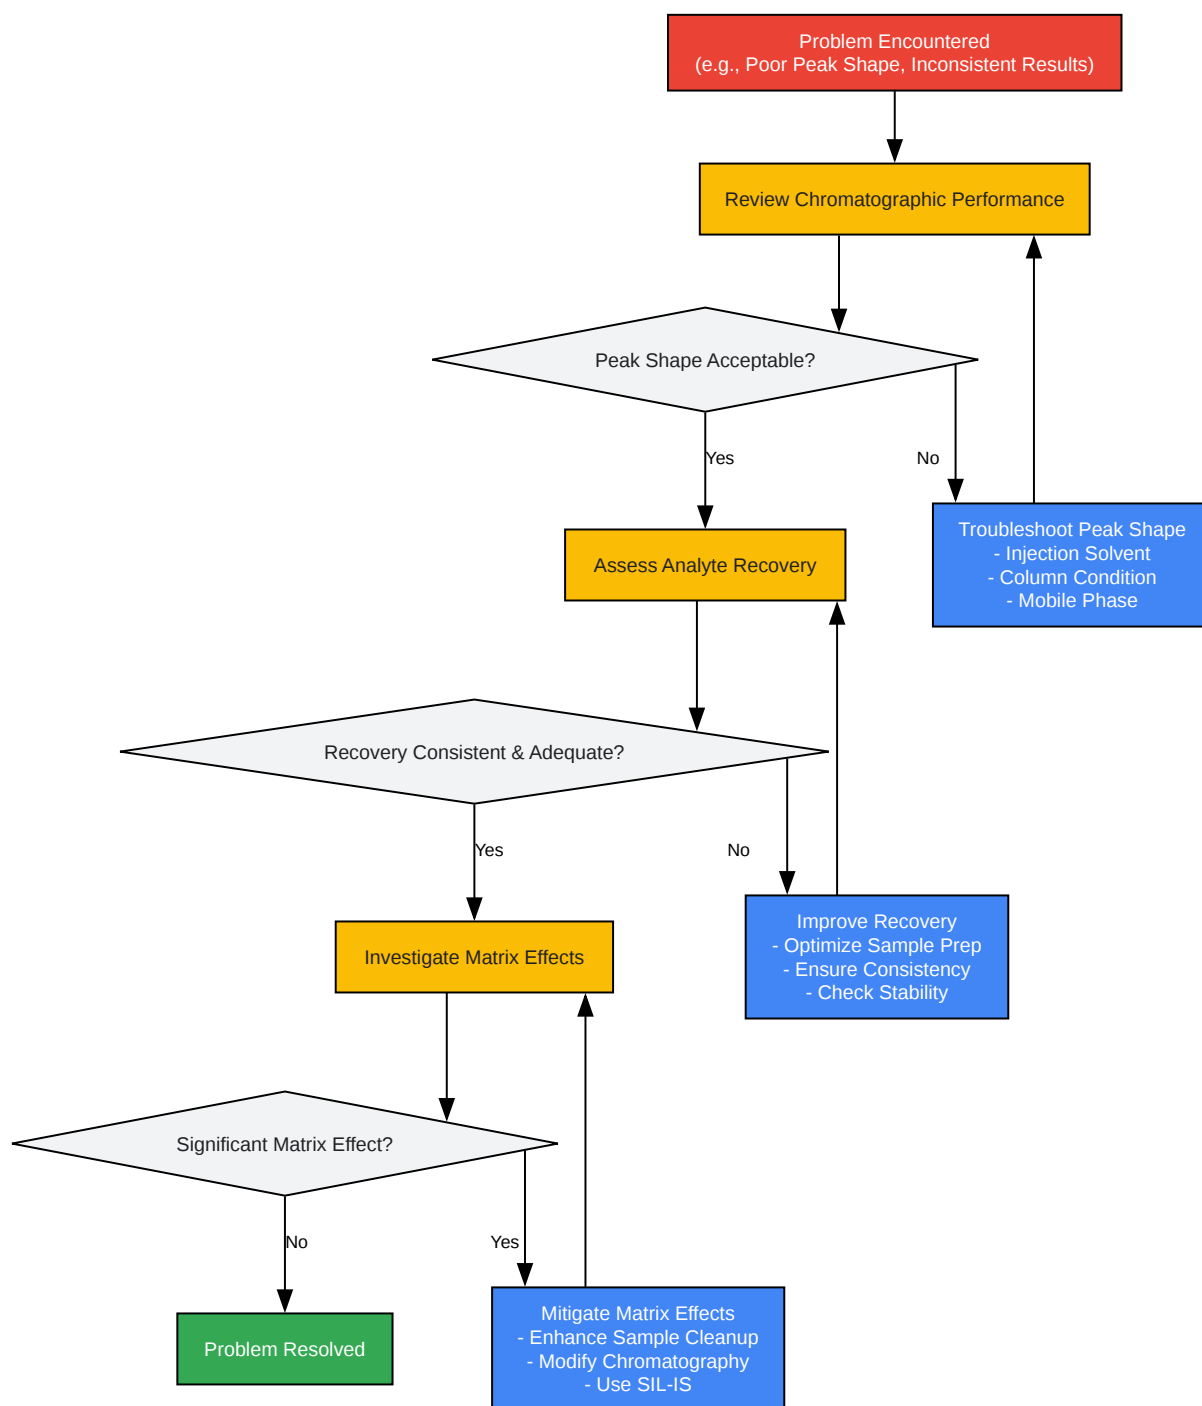 Problem Encountered
(e.g., Poor Peak Shape, Inconsistent Results)
Review Chromatographic Performance
Peak Shape Acceptable?
Yes
No
Troubleshoot Peak Shape
- Injection Solvent
- Column Condition
- Mobile Phase
Assess Analyte Recovery
Recovery Consistent & Adequate?
Yes
No
Improve Recovery
- Optimize Sample Prep
- Ensure Consistency
- Check Stability
Investigate Matrix Effects
Significant Matrix Effect?
No
Yes
Mitigate Matrix Effects
- Enhance Sample Cleanup
- Modify Chromatography
- Use SIL-IS
Problem Resolved